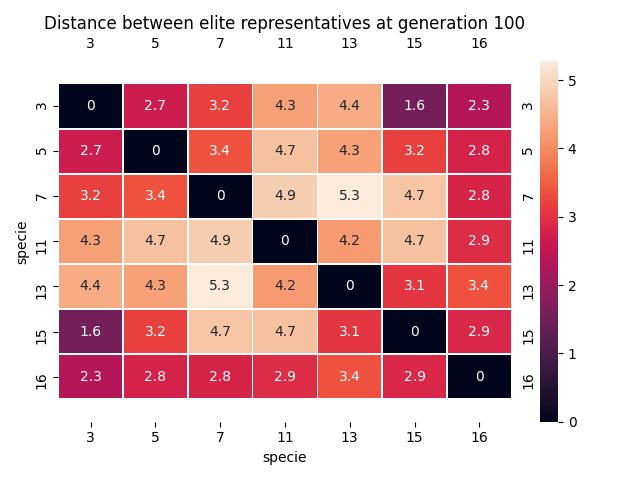 Distance between elite representatives at generation 100
3 5 7 11 13 15 16
3 0 2.7 3.2 4.3 4.4 1.6 2.3 3
5 2.7 0 3.4 4.7 4.3 3.2 2.8 5
7 3.2 3.4 0 4.9 5.3 4.7 2.8 7
11 4.3 4.7 4.9 0 4.2 4.7 2.9 11
13 4.4 4.3 5.3 4.2 0 3.1 3.4 13
15 1.6 3.2 4.7 4.7 3.1 0 2.9 15
16 2.3 2.8 2.8 2.9 3.4 2.9 0 16
3 5 7 11 13 15 16
specie
specie
5
4
3
2
1
0